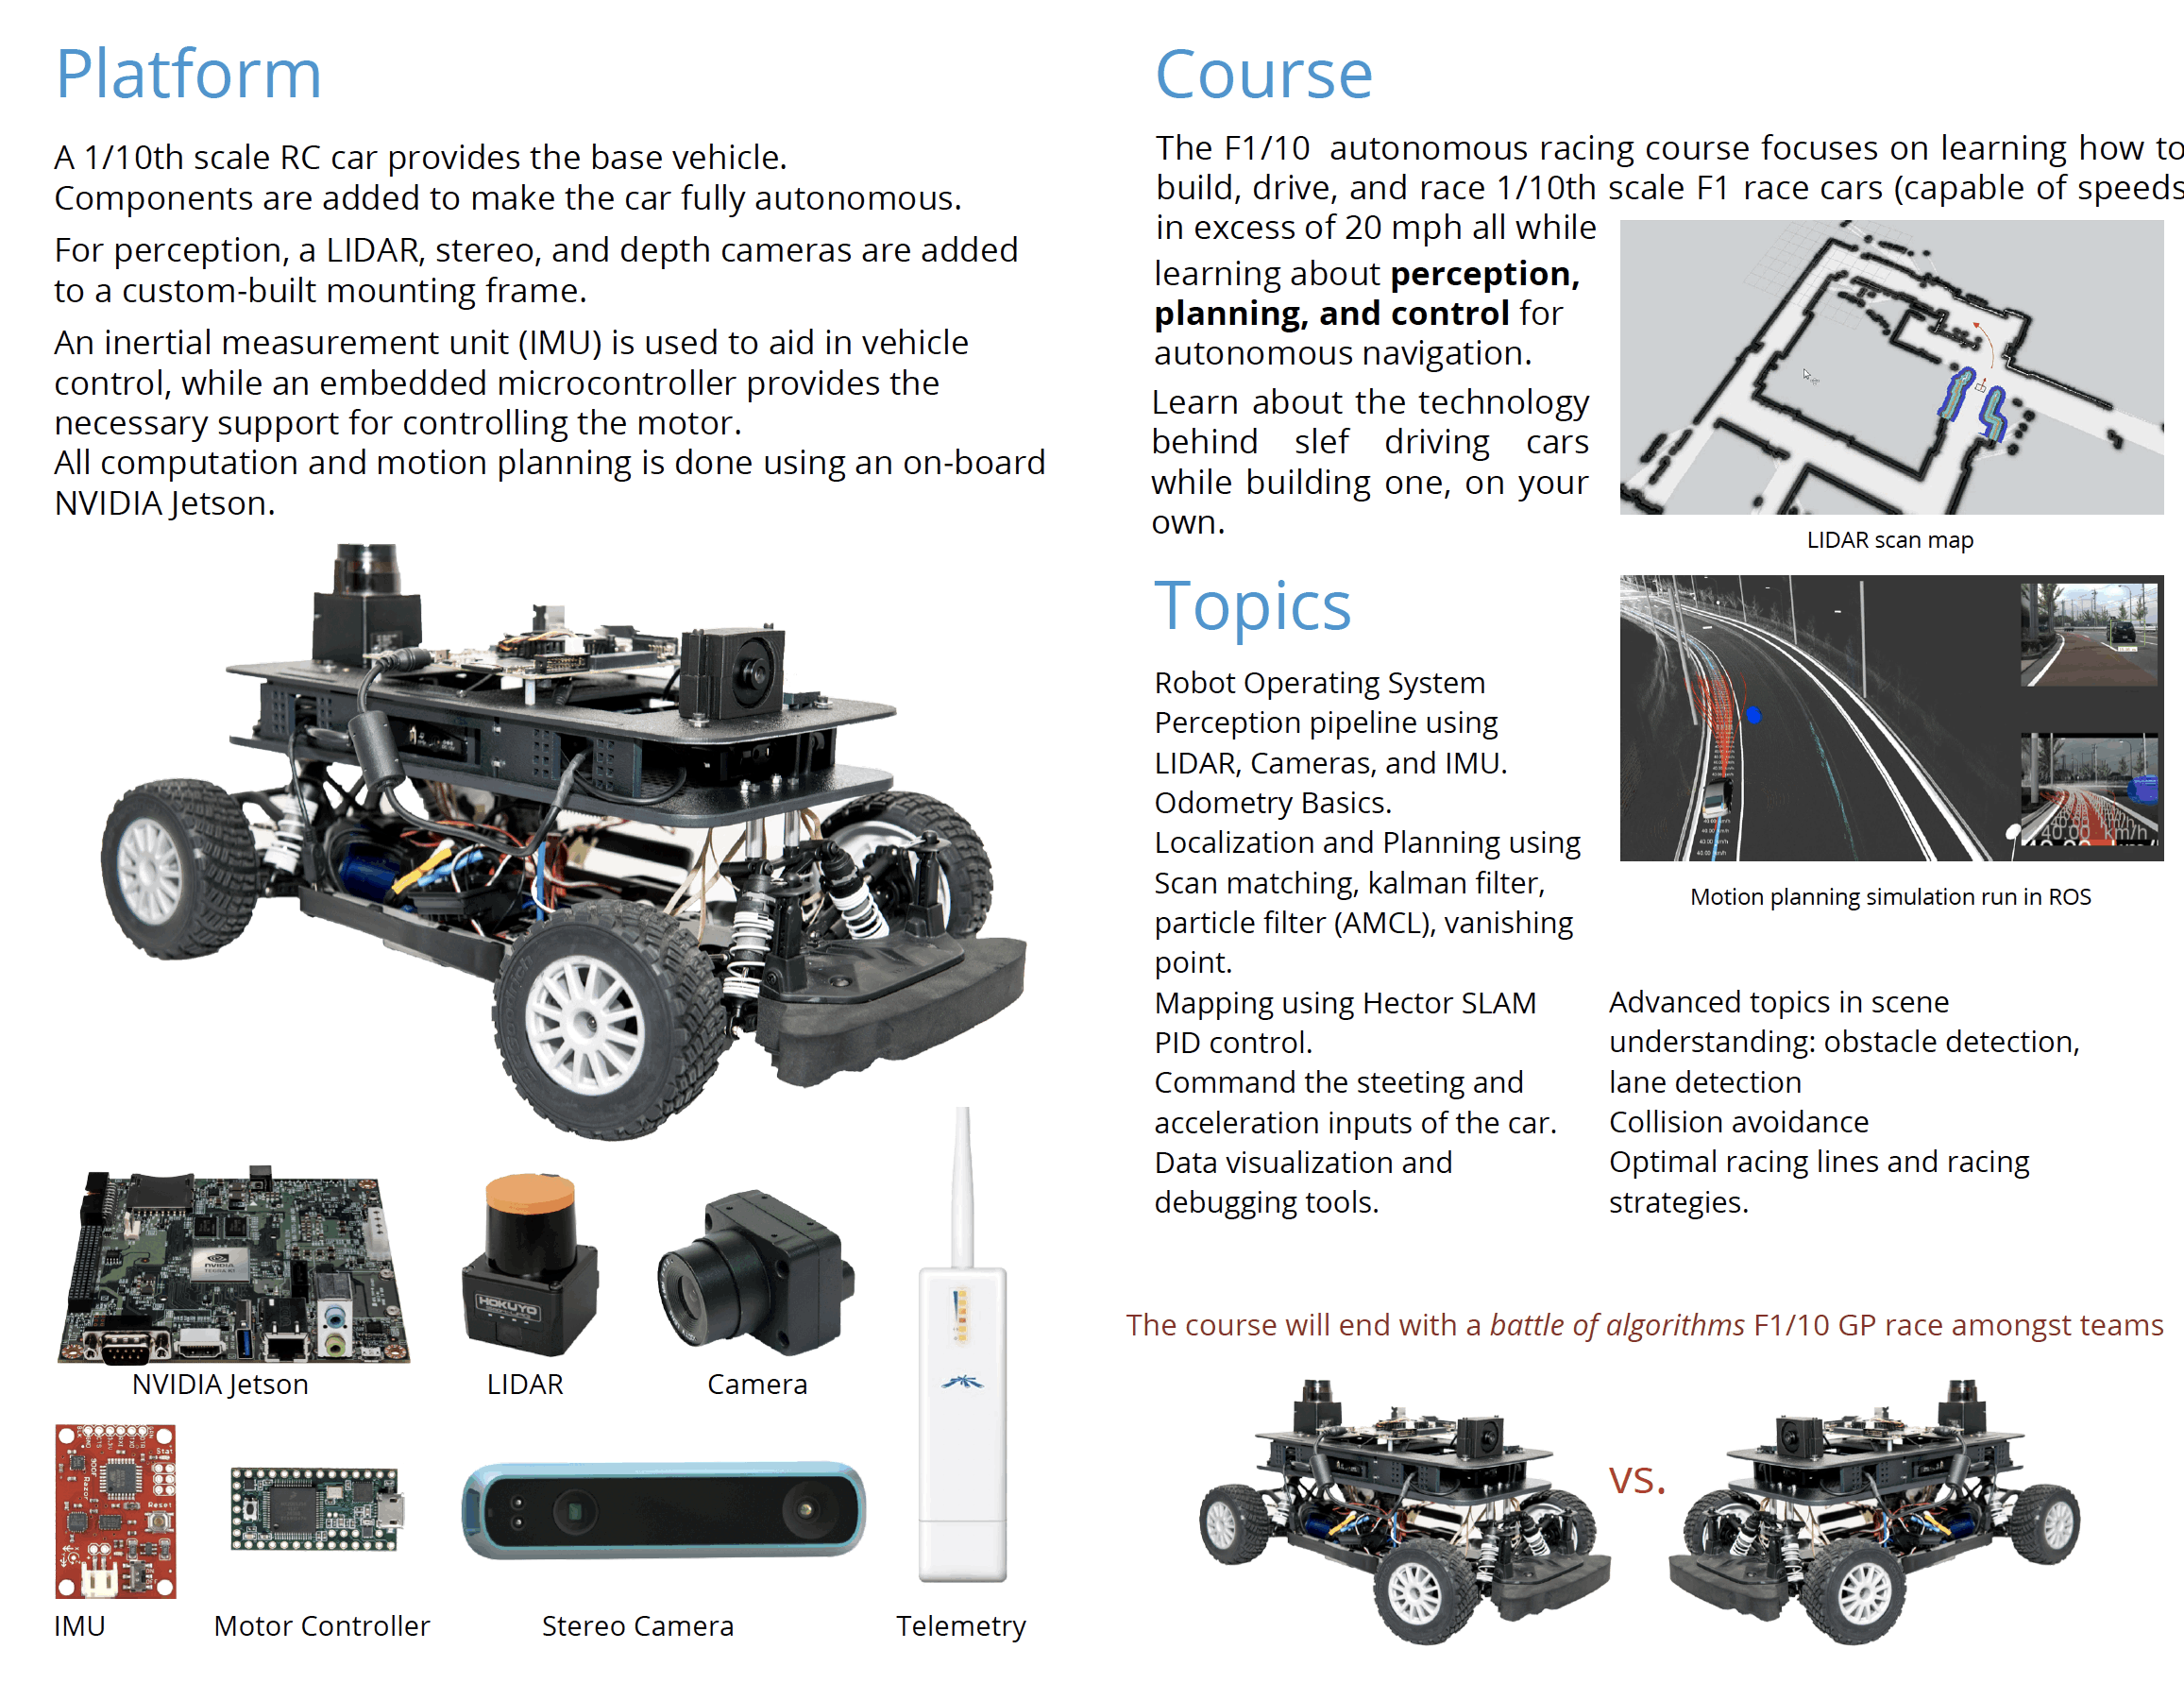 Platform
A 1/10th scale RC car provides the base vehicle.
Components are added to make the car fully autonomous.
For perception, a LIDAR, stereo, and depth cameras are added
to a custom-built mounting frame.
An inertial measurement unit (IMU) is used to aid in vehicle
control, while an embedded microcontroller provides the
necessary support for controlling the motor.
All computation and motion planning is done using an on-board
NVIDIA Jetson.
NVIDIA
HOKUYO
NVIDIA Jetson
LIDAR
Camera
Razor
Stat
Reset
IMU
Motor Controller
Stereo Camera
Telemetry
Course
The F1/10 autonomous racing course focuses on learning how to
build, drive, and race 1/10th scale F1 race cars (capable of speeds
in excess of 20 mph all while
learning about perception,
planning, and control for
autonomous navigation.
Learn about the technology
behind slef driving cars
while building one, on your
own.
LIDAR scan map
Topics
Robot Operating System
Perception pipeline using
LIDAR, Cameras, and IMU.
Odometry Basics.
Localization and Planning using
Scan matching, kalman filter,
particle filter (AMCL), vanishing
point.
Mapping using Hector SLAM
PID control.
Command the steeting and
acceleration inputs of the car.
Data visualization and
debugging tools.
40.00 km/h
Motion planning simulation run in ROS
Advanced topics in scene
understanding: obstacle detection,
lane detection
Collision avoidance
Optimal racing lines and racing
strategies.
The course will end with a battle of algorithms F1/10 GP race amongst teams
vs.